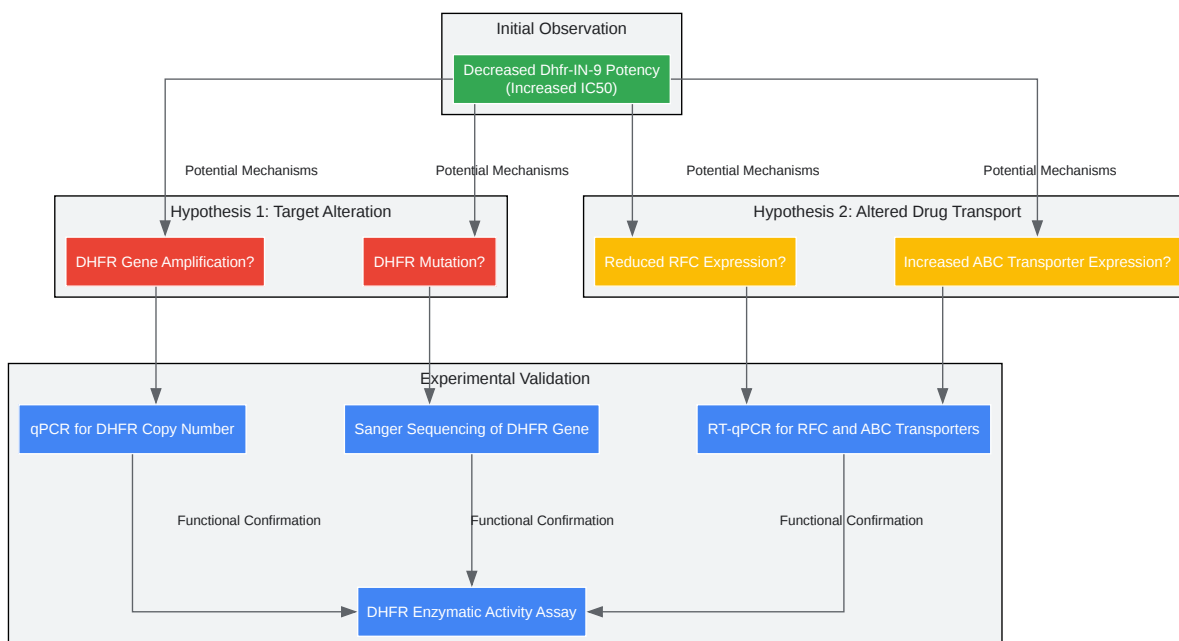 Initial Observation
Decreased Dhfr-IN-9 Potency
(Increased IC50)
Potential Mechanisms
Potential Mechanisms
Potential Mechanisms
Potential Mechanisms
Hypothesis 1: Target Alteration
Hypothesis 2: Altered Drug Transport
DHFR Gene Amplification?
DHFR Mutation?
Reduced RFC Expression?
Increased ABC Transporter Expression?
Experimental Validation
qPCR for DHFR Copy Number
Sanger Sequencing of DHFR Gene
RT-qPCR for RFC and ABC Transporters
Functional Confirmation
Functional Confirmation
Functional Confirmation
DHFR Enzymatic Activity Assay